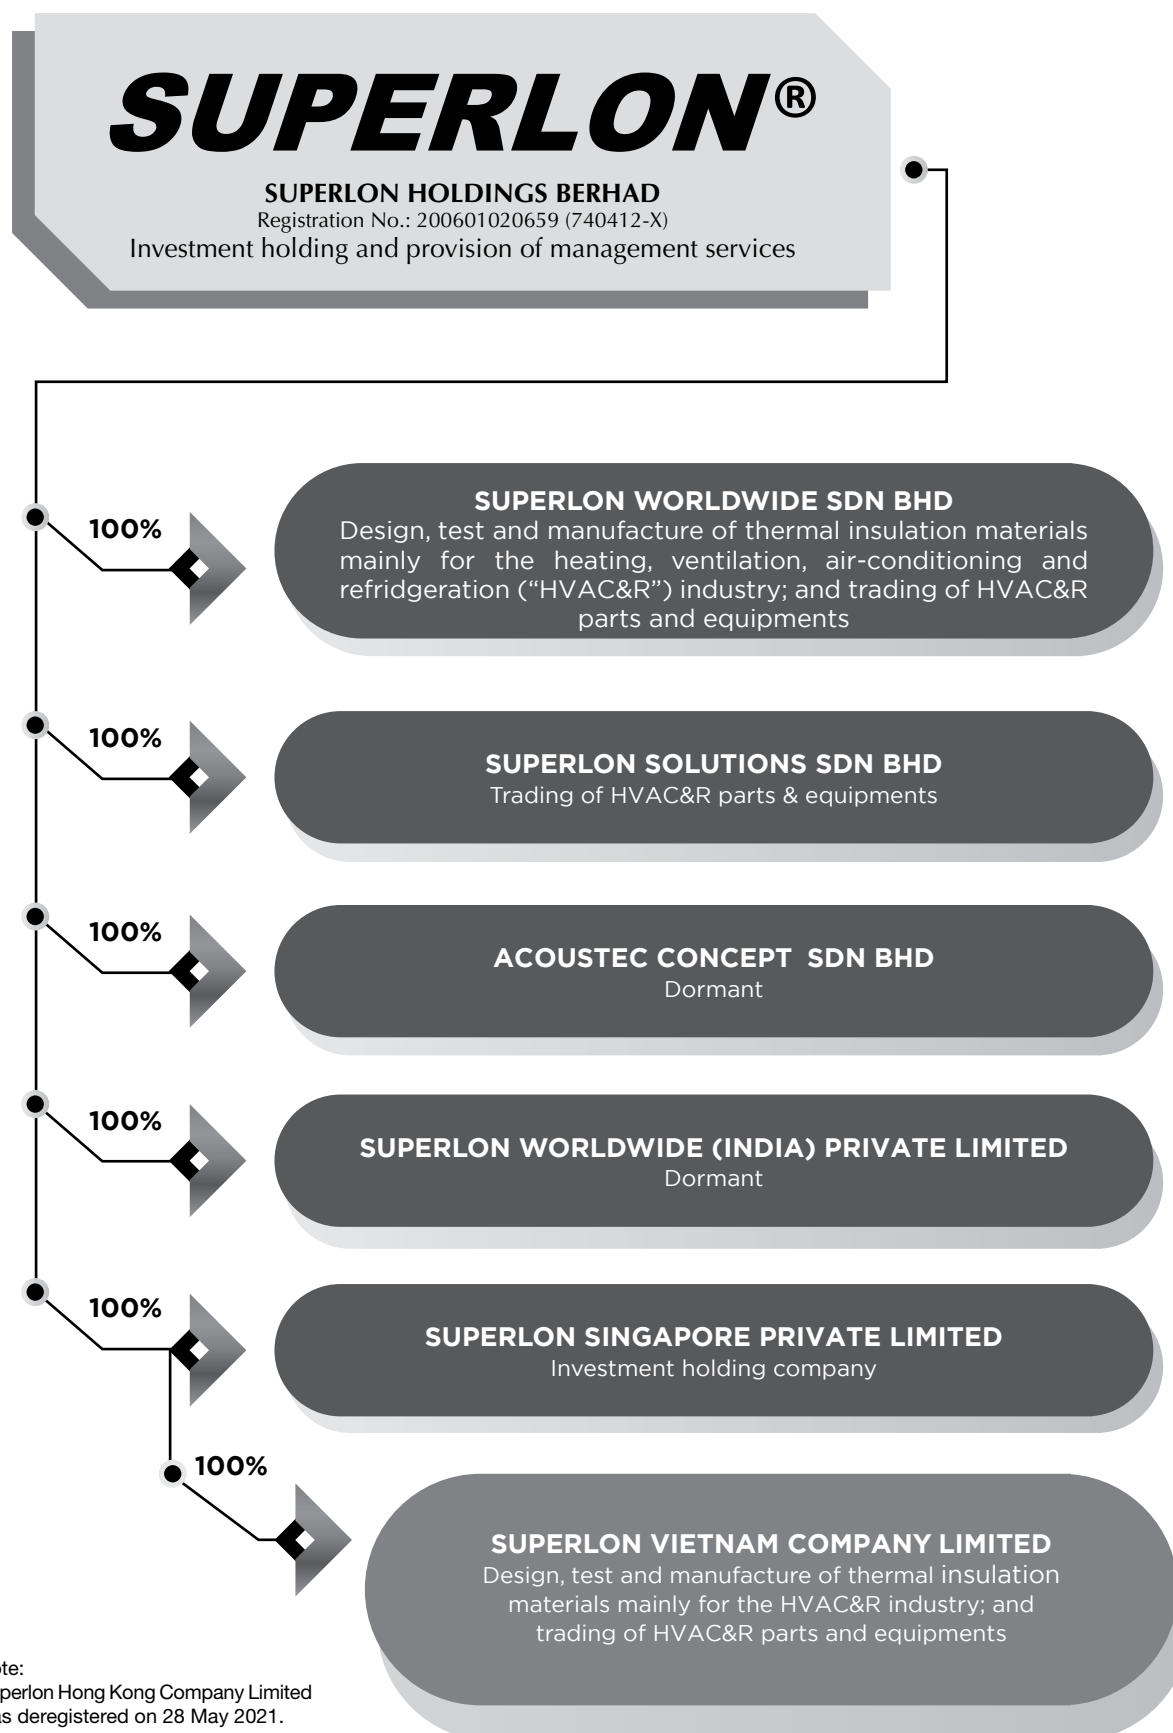 SUPERLON®
SUPERLON HOLDINGS BERHAD
Registration No.: 200601020659 (740412-X)
Investment holding and provision of management services
100%
SUPERLON WORLDWIDE SDN BHD
Design, test and manufacture of thermal insulation materials
mainly for the heating, ventilation, air-conditioning and
refridgeration (“HVAC&R”) industry; and trading of HVAC&R
parts and equipments
100%
SUPERLON SOLUTIONS SDN BHD
Trading of HVAC&R parts & equipments
100%
ACOUSTEC CONCEPT SDN BHD
Dormant
100%
SUPERLON WORLDWIDE (INDIA) PRIVATE LIMITED
Dormant
100%
SUPERLON SINGAPORE PRIVATE LIMITED
Investment holding company
100%
SUPERLON VIETNAM COMPANY LIMITED
Design, test and manufacture of thermal insulation
materials mainly for the HVAC&R industry; and
trading of HVAC&R parts and equipments
Hong Kong Company Limited
deregistered on 28 May 2021.